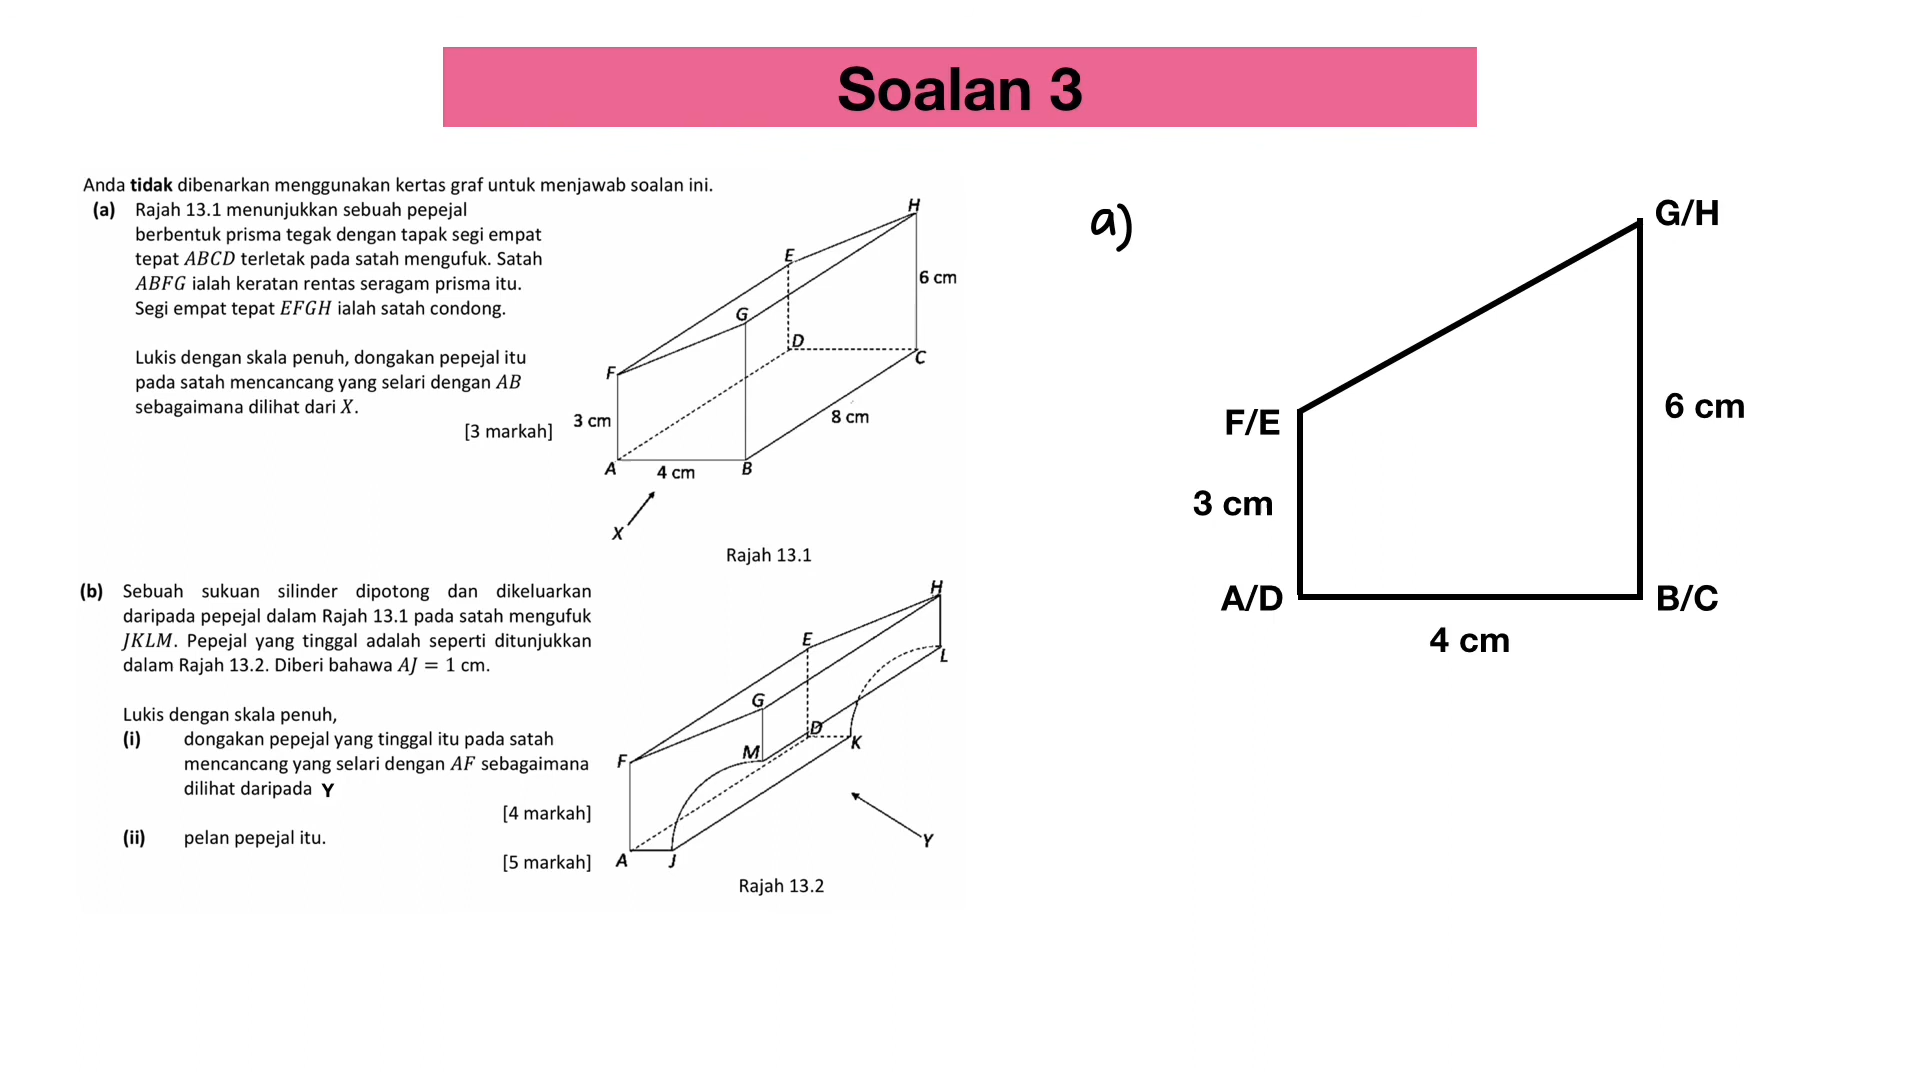 Soalan 3
Anda tidak dibenarkan menggunakan kertas graf untuk menjawab soalan ini.
(a) Rajah 13.1 menunjukkan sebuah pepejal
berbentuk prisma tegak dengan tapak segi empat
tepat ABCD terletak pada satah mengufuk. Satah
ABFG ialah keratan rentas seragam prisma itu.
Segi empat tepat EFGH ialah satah condong.
Lukis dengan skala penuh, dongakan pepejal itu
pada satah mencancang yang selari dengan AB
sebagaimana dilihat dari X.
[3 markah]
H
E
G
6 cm
D
C
F
3 cm
8 cm
A
4 cm
B
X
Rajah 13.1
(b) Sebuah sukuan silinder dipotong dan dikeluarkan
daripada pepejal dalam Rajah 13.1 pada satah mengufuk
JKLM. Pepejal yang tinggal adalah seperti ditunjukkan
dalam Rajah 13.2. Diberi bahawa AJ = 1 cm.
Lukis dengan skala penuh,
(i) dongakan pepejal yang tinggal itu pada satah
mencancang yang selari dengan AF sebagaimana
dilihat daripada Y
[4 markah]
(ii) pelan pepejal itu.
[5 markah]
H
E
L
G
D
K
M
F
Y
A
J
Rajah 13.2
a)
G/H
F/E
6 cm
3 cm
A/D
B/C
4 cm